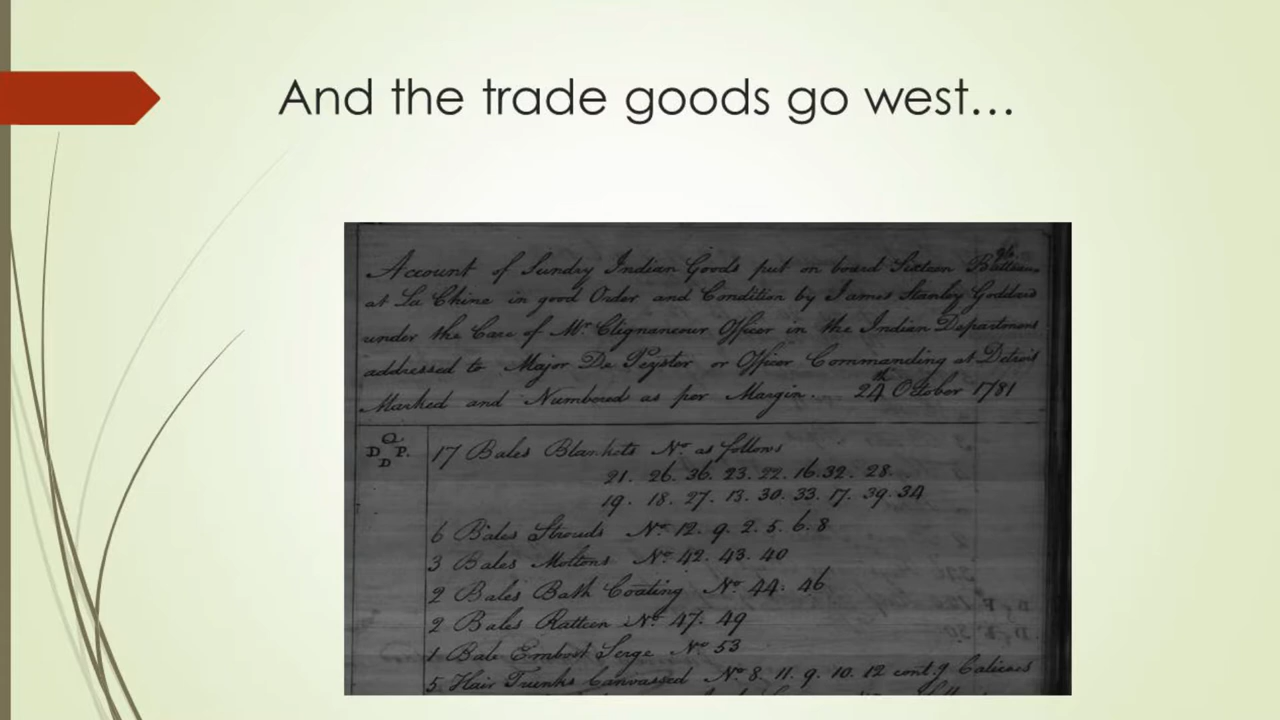 And the trade goods go west…
Account of Sundry Indian Goods put on board Sixteen Batteaus
at La Chine in good Order and Condition by James Stanley Goddard
under the Care of Mr Clignancour Officer in the Indian Department
addressed to Major De Peyster or Officer Commanding at Detroit
Marked and Numbered as per Margin. 24th October 1781
Q
D P.
D
17 Bales Blankets No as follows
21. 26. 36. 23. 22. 16. 32. 28.
19. 18. 27. 13. 30. 33. 17. 39. 34
6 Bales Strouds No 12. 9. 2. 5. 6. 8
3 Bales Moltons No 42. 43. 40
2 Bales Bath Coating No 44. 46
2 Bales Ratteen No 47. 49
1 Bale Embost Serge No 53
5 Hair Trunks Canvassed No 8. 11. 9. 10. 12 cont.g Calicoes